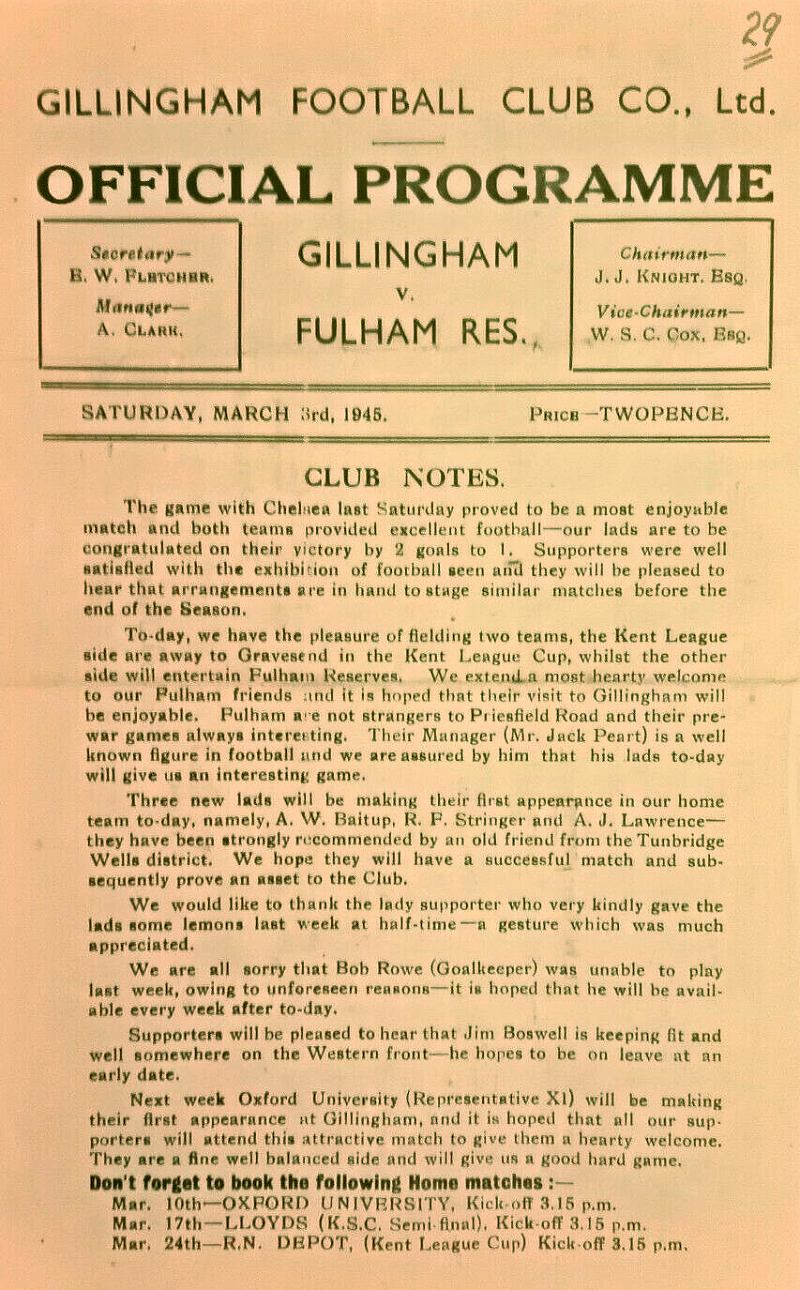 29
GILLINGHAM FOOTBALL CLUB CO., Ltd.
OFFICIAL PROGRAMME
Secretary—
E. W. FLETCHER.
Manager—
A. CLARK.
GILLINGHAM
v.
FULHAM RES.,
Chairman—
J. J. KNIGHT, ESQ.
Vice-Chairman—
W. S. C. COX, ESQ.
SATURDAY, MARCH 3rd, 1945. PRICE—TWOPENCE.
CLUB NOTES.
The game with Chelsea last Saturday proved to be a most enjoyable
match and both teams provided excellent football—our lads are to be
congratulated on their victory by 2 goals to 1. Supporters were well
satisfied with the exhibition of football seen and they will be pleased to
hear that arrangements are in hand to stage similar matches before the
end of the Season.
To-day, we have the pleasure of fielding two teams, the Kent League
side are away to Gravesend in the Kent League Cup, whilst the other
side will entertain Fulham Reserves. We extend a most hearty welcome
to our Fulham friends and it is hoped that their visit to Gillingham will
be enjoyable. Fulham are not strangers to Priesfield Road and their pre-
war games always interesting. Their Manager (Mr. Jack Peart) is a well
known figure in football and we are assured by him that his lads to-day
will give us an interesting game.
Three new lads will be making their first appearance in our home
team to-day, namely, A. W. Baitup, R. F. Stringer and A. J. Lawrence—
they have been strongly recommended by an old friend from the Tunbridge
Wells district. We hope they will have a successful match and sub-
sequently prove an asset to the Club.
We would like to thank the lady supporter who very kindly gave the
lads some lemons last week at half-time—a gesture which was much
appreciated.
We are all sorry that Bob Rowe (Goalkeeper) was unable to play
last week, owing to unforeseen reasons—it is hoped that he will be avail-
able every week after to-day.
Supporters will be pleased to hear that Jim Boswell is keeping fit and
well somewhere on the Western front—he hopes to be on leave at an
early date.
Next week Oxford University (Representative XI) will be making
their first appearance at Gillingham, and it is hoped that all our sup-
porters will attend this attractive match to give them a hearty welcome.
They are a fine well balanced side and will give us a good hard game.
Don't forget to book the following Home matches :—
Mar. 10th—OXFORD UNIVERSITY, Kick-off 3.15 p.m.
Mar. 17th—LLOYDS (K.S.C. Semi-final), Kick-off 3.15 p.m.
Mar. 24th—R.N. DEPOT, (Kent League Cup) Kick-off 3.15 p.m.